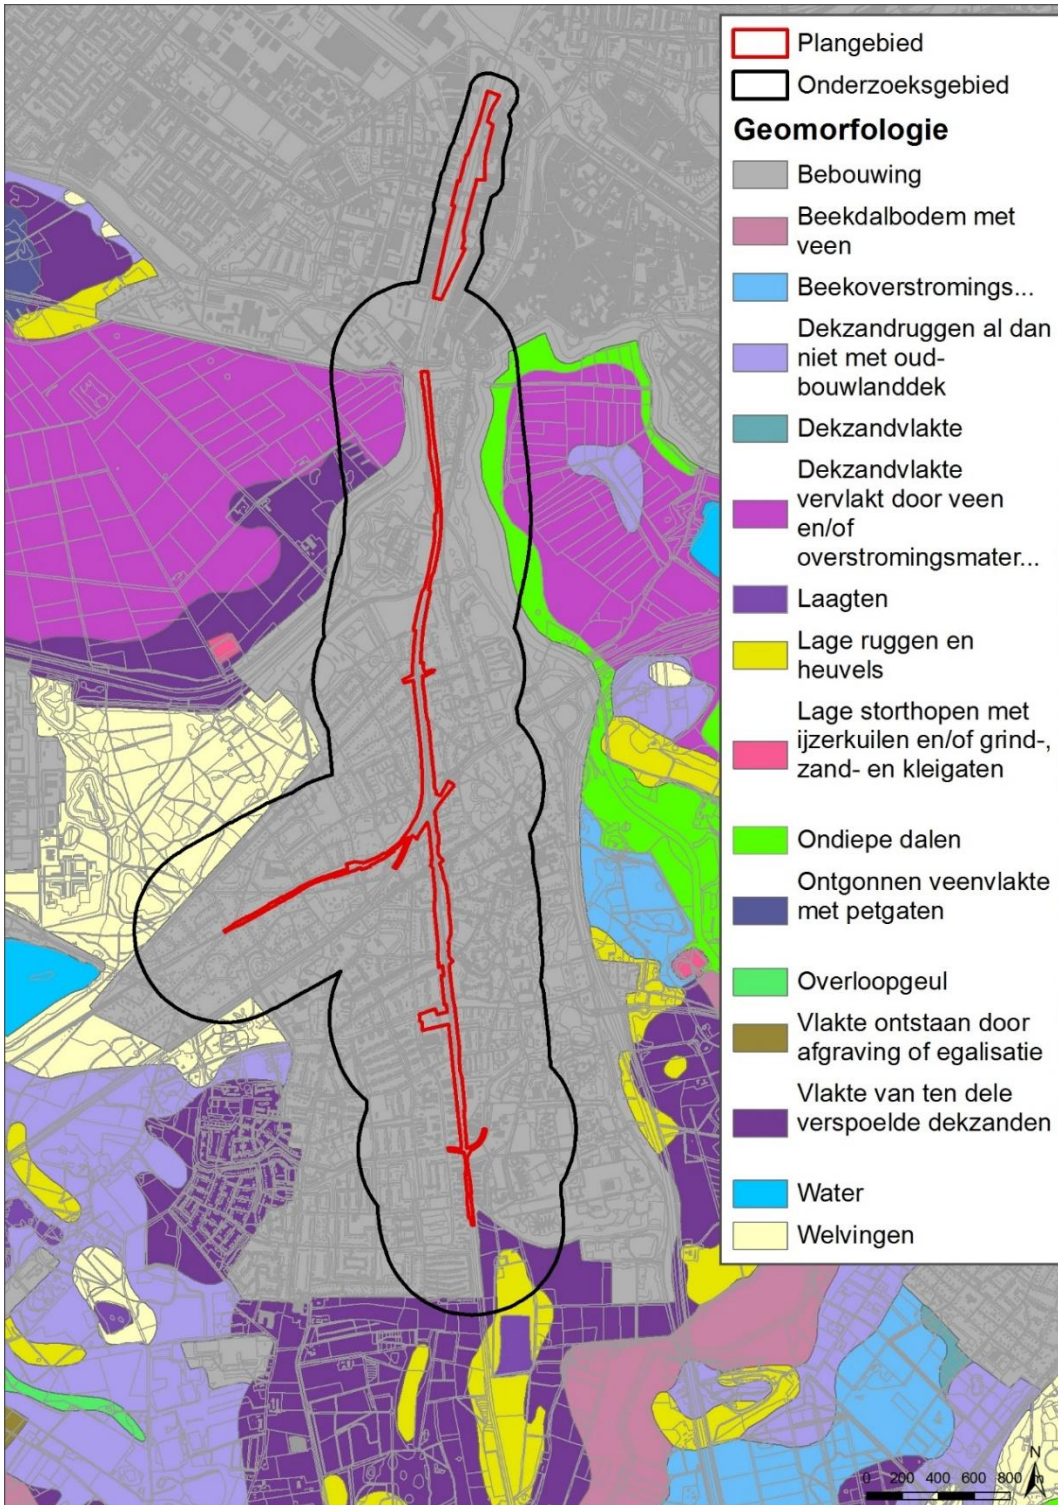 Plangebied
Onderzoeksgebied
Geomorfologie
Bebouwing
Beekdalbodem met
veen
Beekoverstromings...
Dekzandruggen al dan
niet met oud-
bouwlanddek
Dekzandvlakte
Dekzandvlakte
vervlakt door veen
en/of
overstromingsmater...
Laagten
Lage ruggen en
heuvels
Lage storthopen met
ijzerkuilen en/of grind-,
zand- en kleigaten
Ondiepe dalen
Ontgonnen veenvlakte
met petgaten
Overloopgeul
Vlakte ontstaan door
afgraving of egalisatie
Vlakte van ten dele
verspoelde dekzanden
Water
Welvingen
N
0 200 400 600 800 m